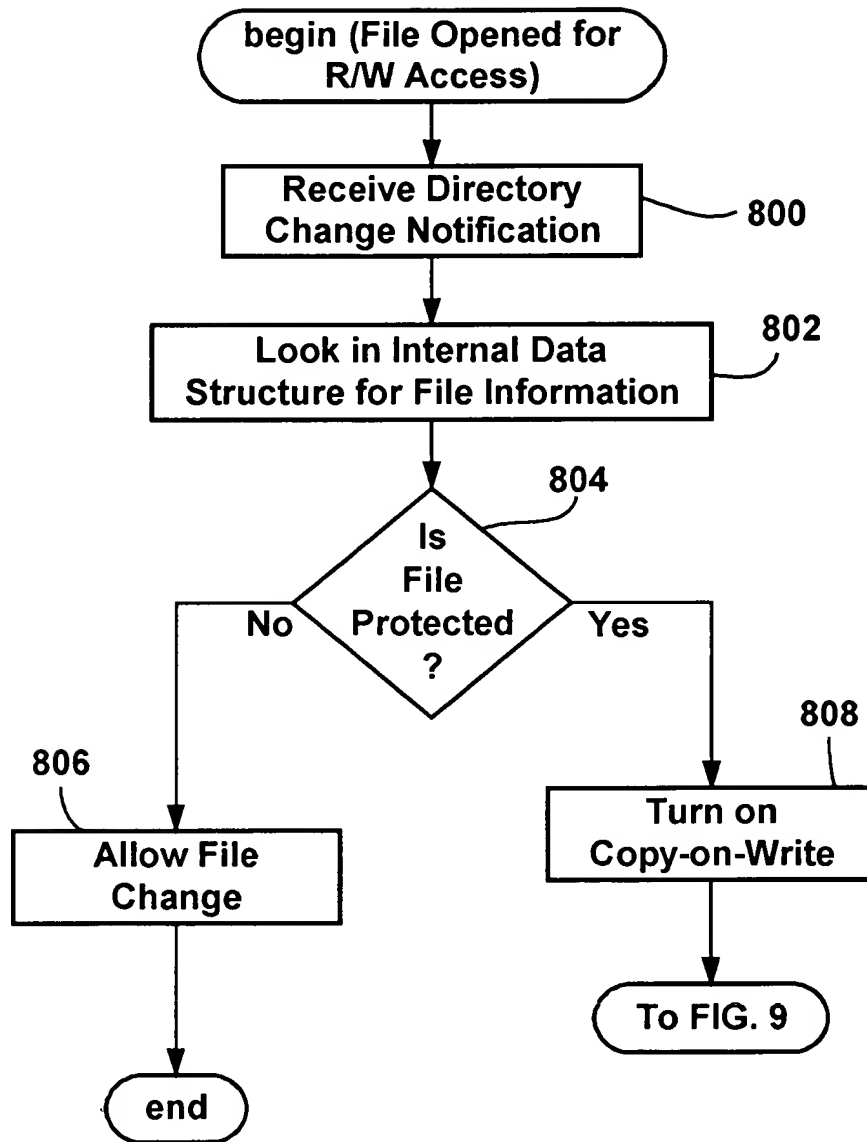 begin (File Opened for
R/W Access)
Receive Directory
Change Notification
800
Look in Internal Data
Structure for File Information
802
804
Is
File
Protected
?
No
Yes
806
Allow File
Change
808
Turn on
Copy-on-Write
To FIG. 9
end